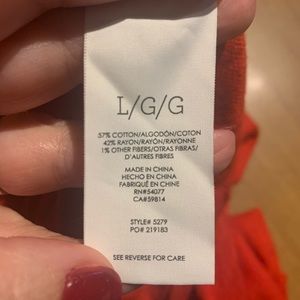 L/G/G
57% COTTON/ALGODÓN/COTON
42% RAYON/RAYON/RAYONNE
1% OTHER FIBERS/OTRAS FIBRAS/
D'AUTRES FIBRES
MADE IN CHINA
HECHO EN CHINA
FABRIQUÉ EN CHINE
RN#54077
CA#59814
STYLE# 5279
PO# 219183
SEE REVERSE FOR CARE